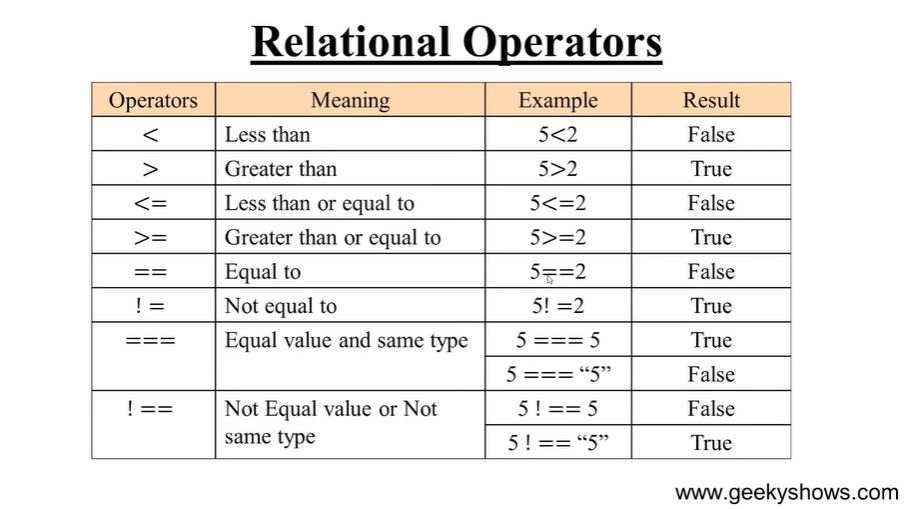 Relational Operators
Operators Meaning Example Result
< Less than 5<2 False
> Greater than 5>2 True
<= Less than or equal to 5<=2 False
>= Greater than or equal to 5>=2 True
== Equal to 5==2 False
! = Not equal to 5! =2 True
=== Equal value and same type 5 === 5 True
5 === “5” False
! == Not Equal value or Not 5 ! == 5 False
same type 5 ! == “5” True
www.geekyshows.com